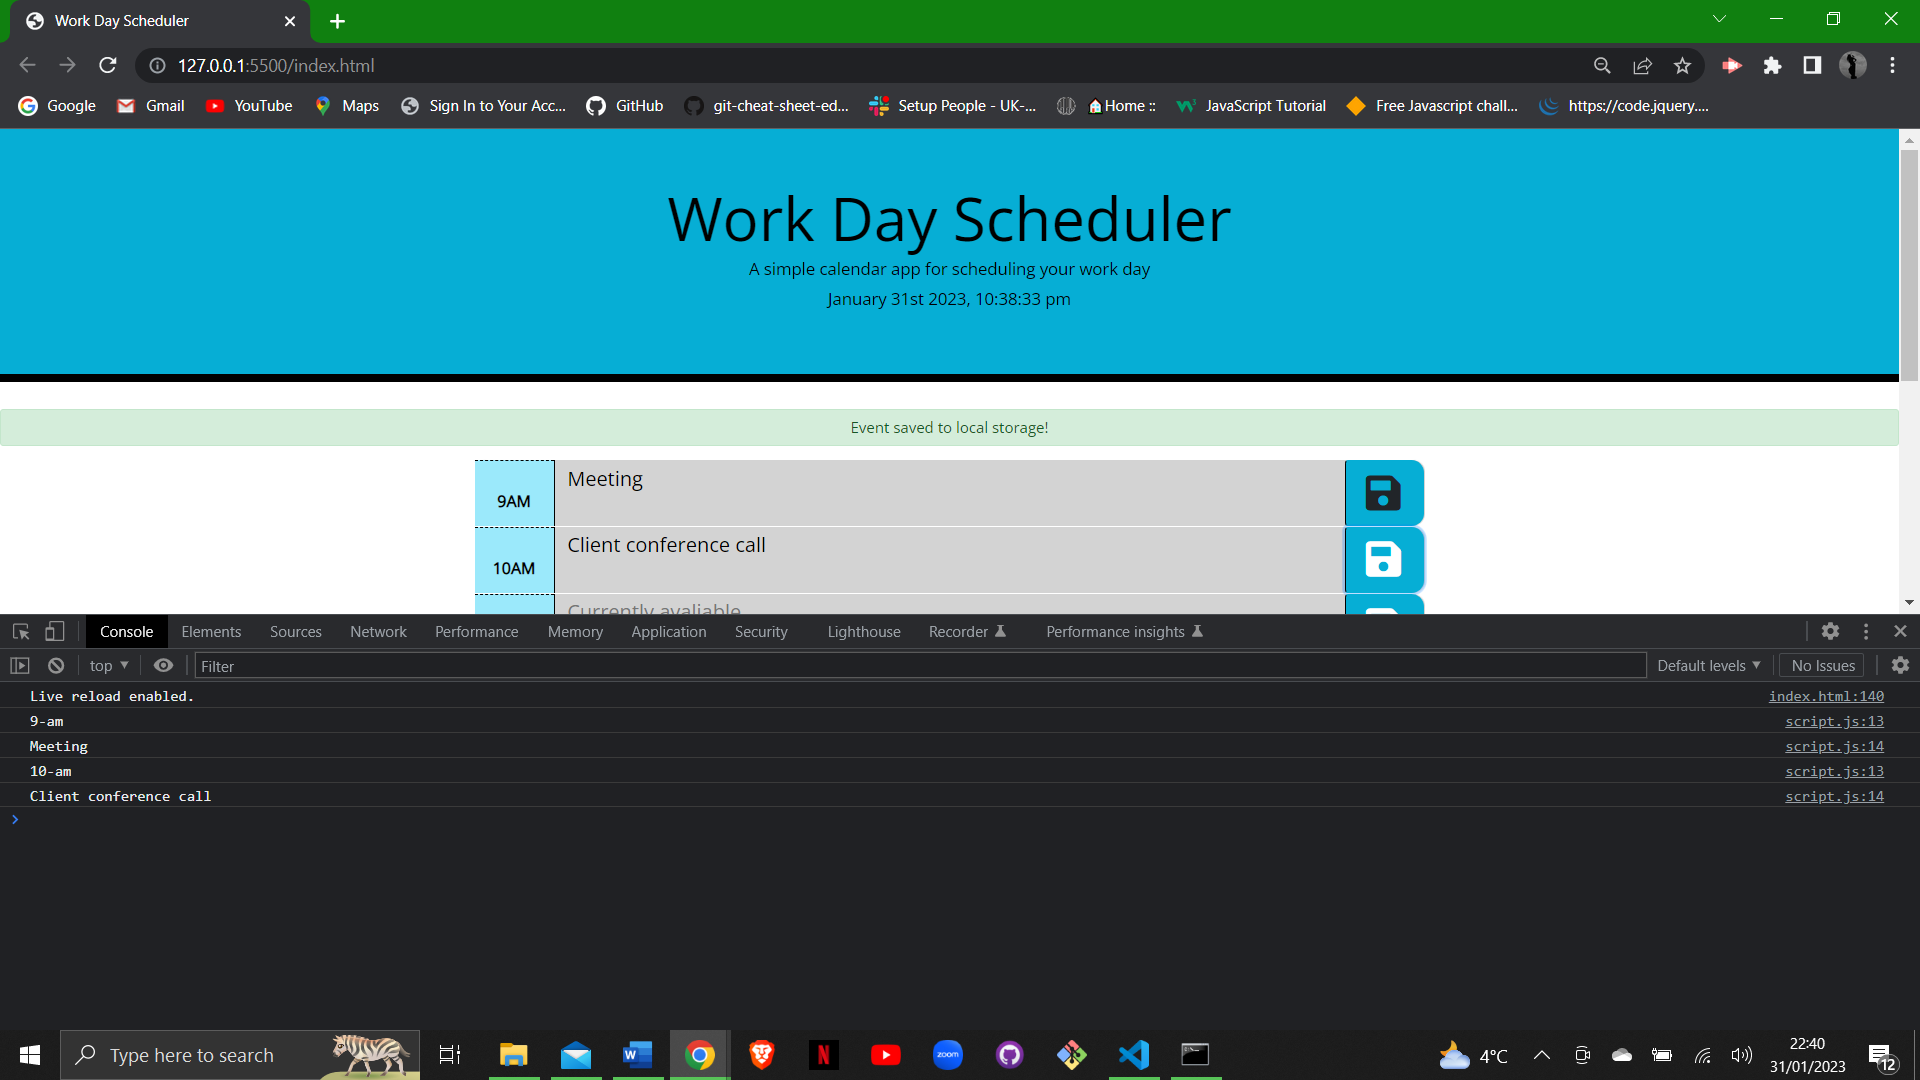 Work Day Scheduler
127.0.0.1:5500/index.html
Google Gmail YouTube Maps Sign In to Your Acc... GitHub git-cheat-sheet-ed... Setup People - UK-... Home :: JavaScript Tutorial Free Javascript chall... https://code.jquery....
Work Day Scheduler
A simple calendar app for scheduling your work day
January 31st 2023, 10:38:33 pm
Event saved to local storage!
9AM Meeting
10AM Client conference call
Currently avaliable
Console Elements Sources Network Performance Memory Application Security Lighthouse Recorder Performance insights
top Filter Default levels No Issues
Live reload enabled. index.html:140
9-am script.js:13
Meeting script.js:14
10-am script.js:13
Client conference call script.js:14
Type here to search zoom 4°C 22:40
31/01/2023 12